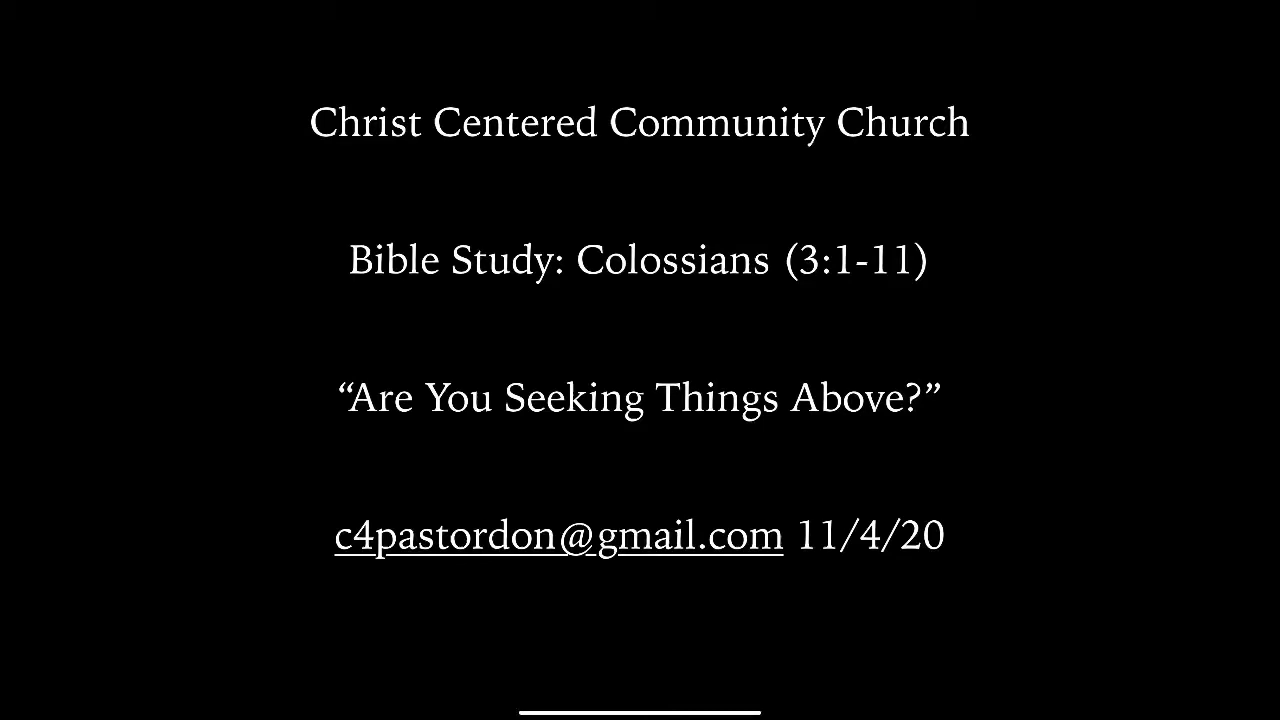 Christ Centered Community Church
Bible Study: Colossians (3:1-11)
“Are You Seeking Things Above?”
c4pastordon@gmail.com 11/4/20